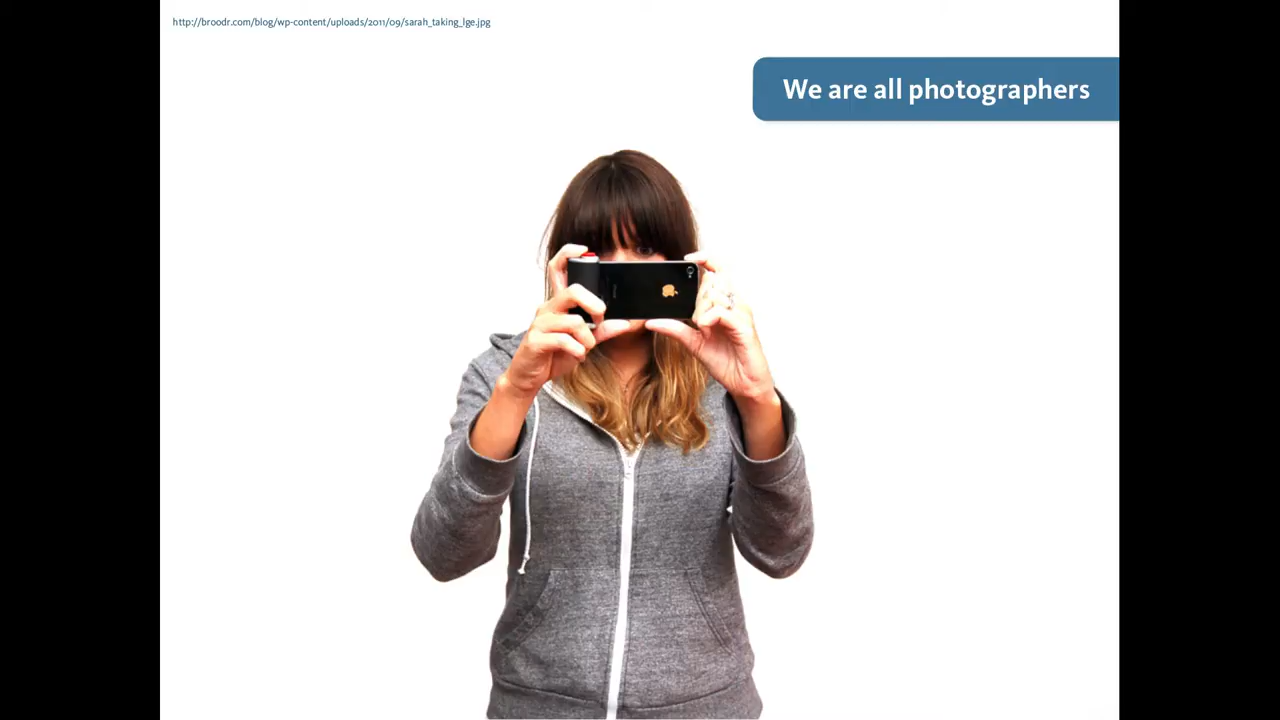 http://broodr.com/blog/wp-content/uploads/2011/09/sarah_taking_lge.jpg
We are all photographers